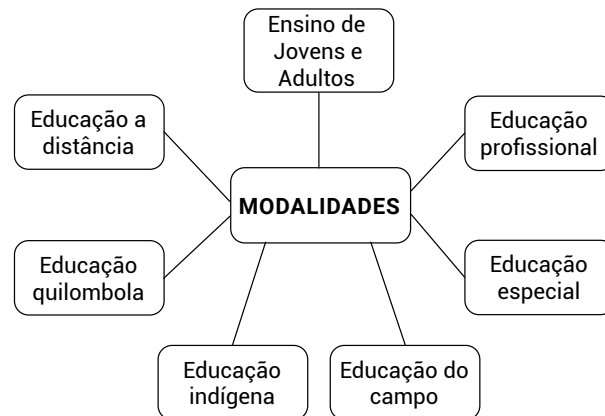 Ensino de
Jovens e
Adultos
Educação a
distância
Educação
profissional
MODALIDADES
Educação
quilombola
Educação
especial
Educação
indígena
Educação do
campo